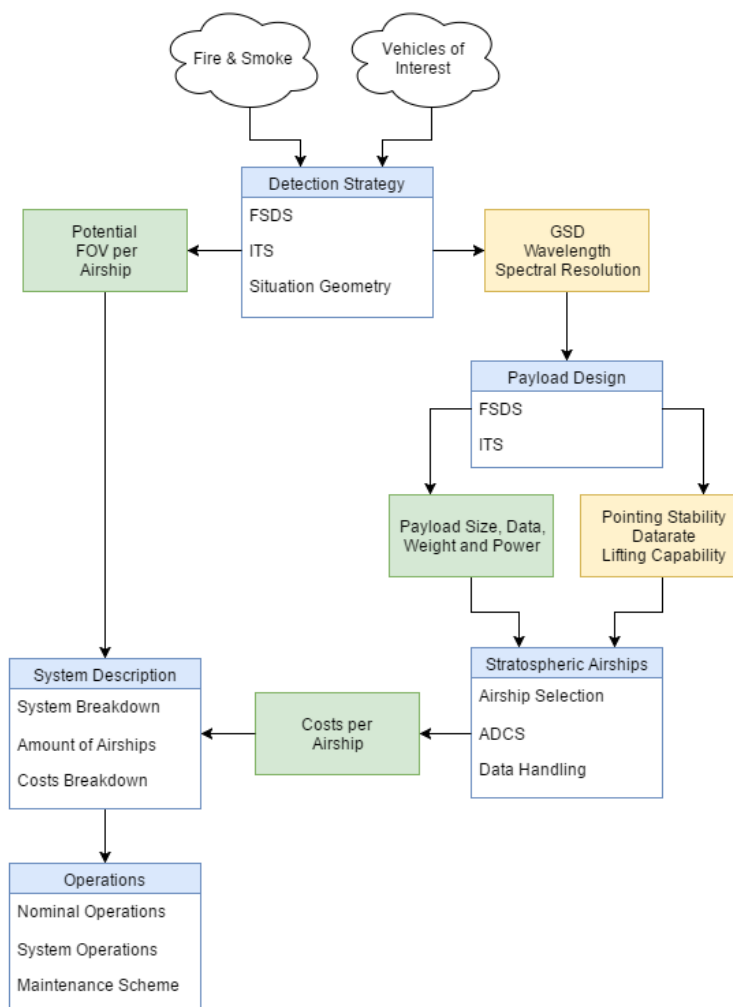 Fire & Smoke
Vehicles of
Interest
Detection Strategy
FSDS
ITS
Situation Geometry
Potential
FOV per
Airship
GSD
Wavelength
Spectral Resolution
Payload Design
FSDS
ITS
Payload Size, Data,
Weight and Power
Pointing Stability
Datarate
Lifting Capability
Stratospheric Airships
Airship Selection
ADCS
Data Handling
Costs per
Airship
System Description
System Breakdown
Amount of Airships
Costs Breakdown
Operations
Nominal Operations
System Operations
Maintenance Scheme